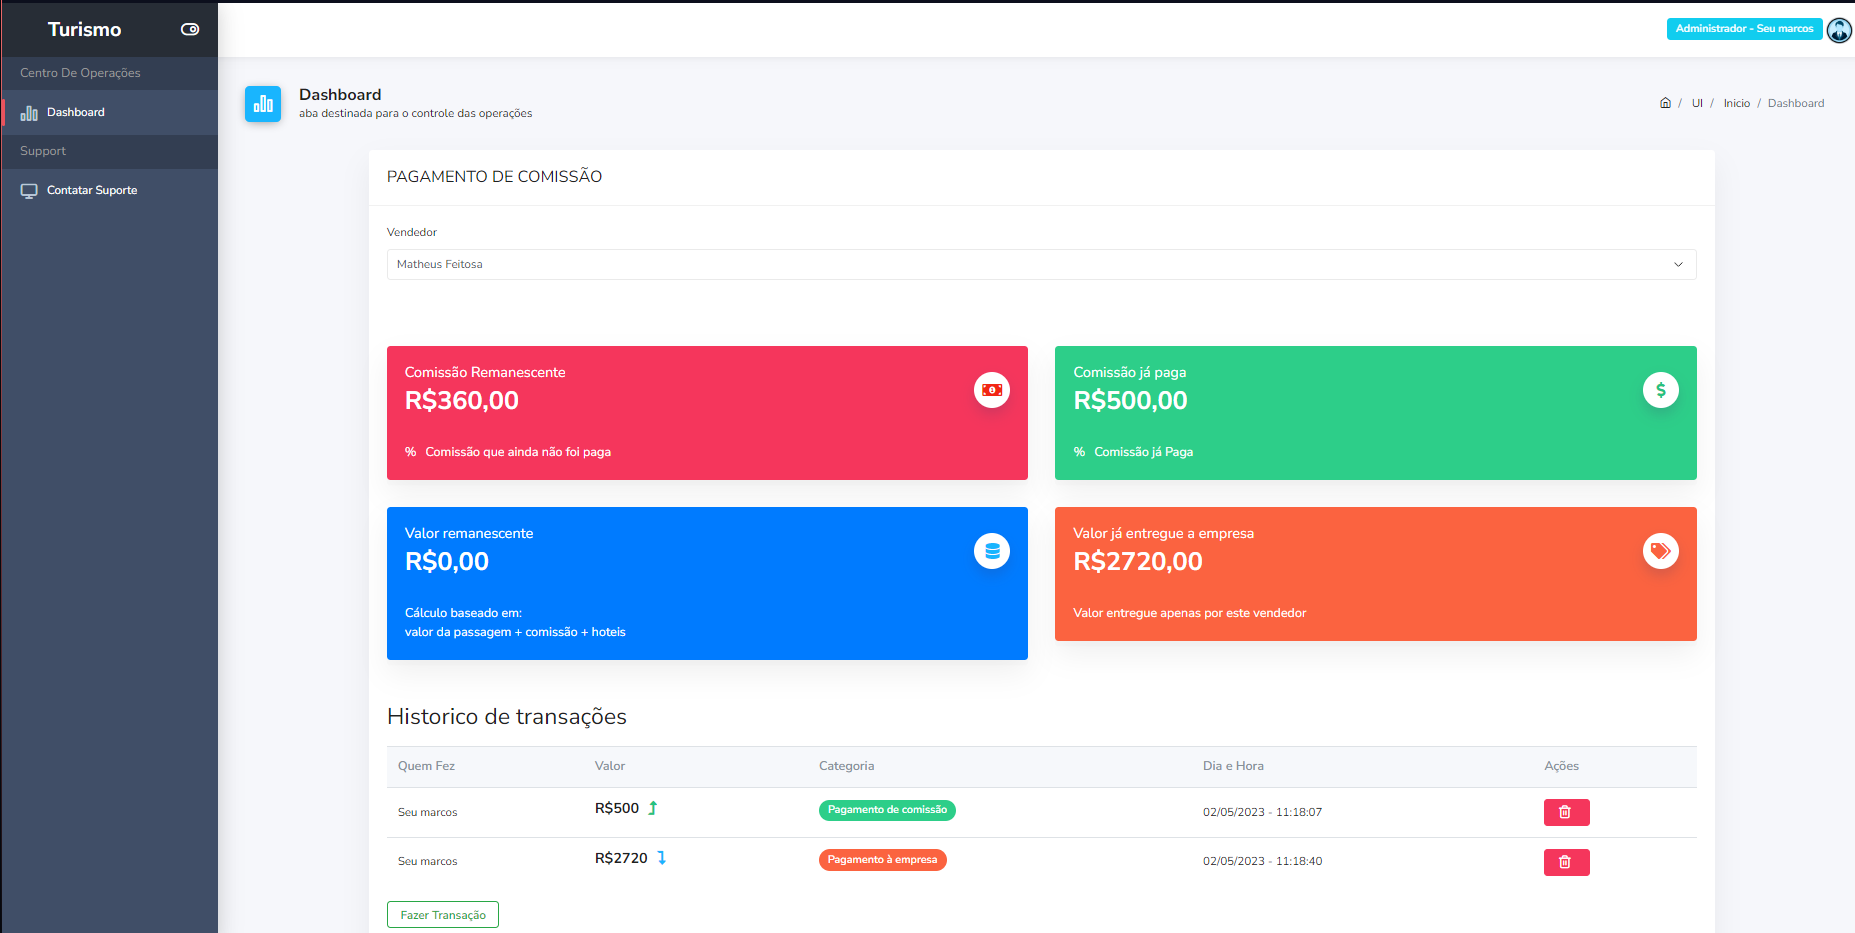 Turismo
Administrador - Seu marcos
Centro De Operações
Dashboard
Support
Contatar Suporte
Dashboard
aba destinada para o controle das operações
/ UI / Inicio / Dashboard
PAGAMENTO DE COMISSÃO
Vendedor
Matheus Feitosa
Comissão Remanescente
R$360,00
% Comissão que ainda não foi paga
Comissão já paga
R$500,00
$
% Comissão já Paga
Valor remanescente
R$0,00
Cálculo baseado em:
valor da passagem + comissão + hoteis
Valor já entregue a empresa
R$2720,00
Valor entregue apenas por este vendedor
Historico de transações
Quem Fez Valor Categoria Dia e Hora Ações
Seu marcos R$500 Pagamento de comissão 02/05/2023 - 11:18:07
Seu marcos R$2720 Pagamento à empresa 02/05/2023 - 11:18:40
Fazer Transação